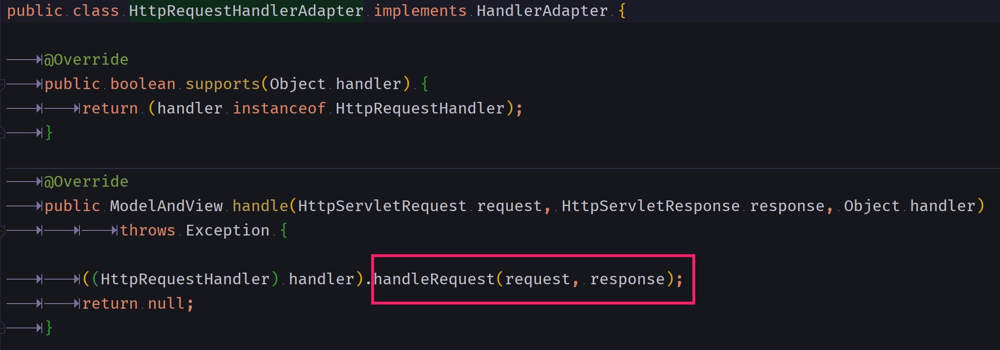 public class HttpRequestHandlerAdapter implements HandlerAdapter {
@Override
public boolean supports(Object handler) {
return (handler instanceof HttpRequestHandler);
}
@Override
public ModelAndView handle(HttpServletRequest request, HttpServletResponse response, Object handler)
throws Exception {
((HttpRequestHandler) handler).handleRequest(request, response);
return null;
}